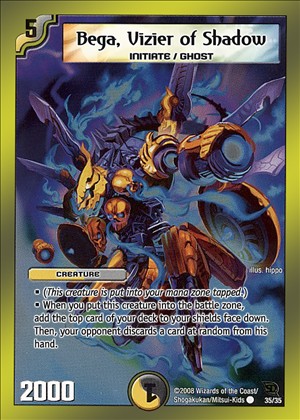 5
Bega, Vizier of Shadow
INITIATE / GHOST
illus. hippo
CREATURE
▪ (This creature is put into your mana zone tapped.)
▪ When you put this creature into the battle zone,
add the top card of your deck to your shields face down.
Then, your opponent discards a card at random from his
hand.
2000
1
©2008 Wizards of the Coast/
Shogakukan/Mitsui-Kids
35/35